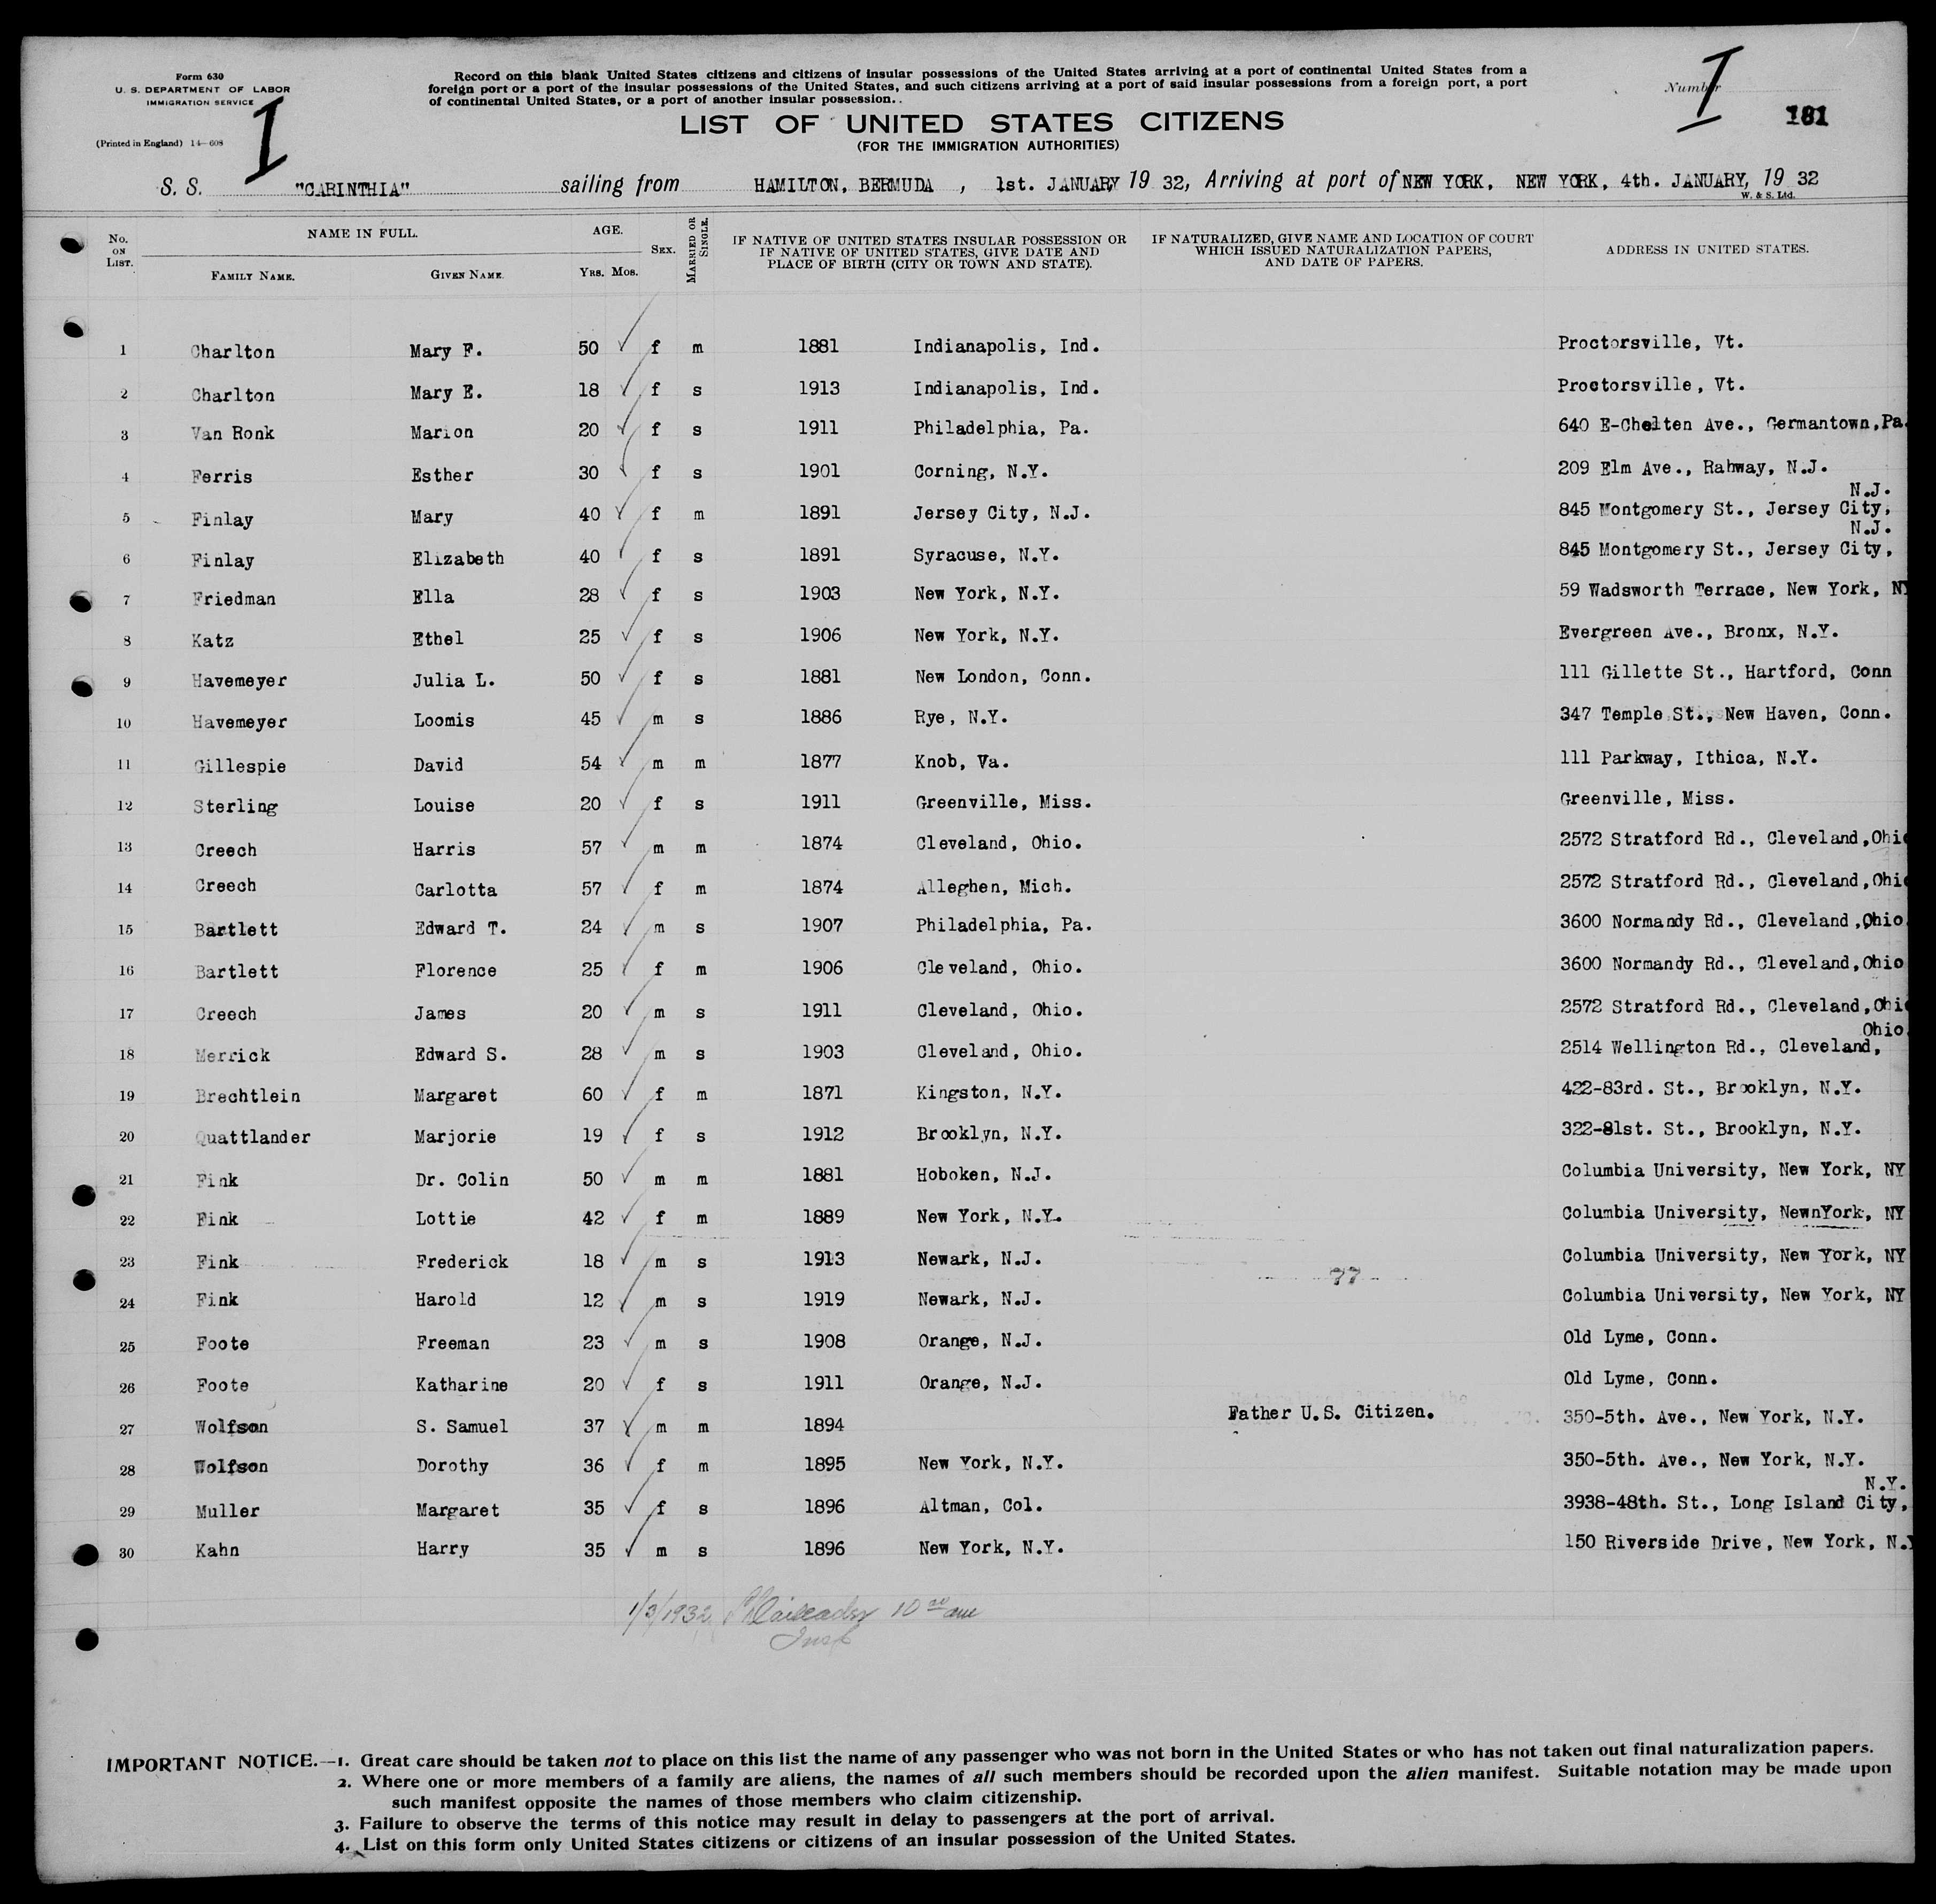 Form 630
U. S. DEPARTMENT OF LABOR
IMMIGRATION SERVICE
(Printed in England) 14—608
I
Record on this blank United States citizens and citizens of insular possessions of the United States arriving at a port of continental United States from a
foreign port or a port of the insular possessions of the United States, and such citizens arriving at a port of said insular possessions from a foreign port, a port
of continental United States, or a port of another insular possession.
LIST OF UNITED STATES CITIZENS
(FOR THE IMMIGRATION AUTHORITIES)
Number I
181
S. S. "CARINTHIA" sailing from HAMILTON, BERMUDA , 1st. JANUARY 19 32, Arriving at port of NEW YORK, NEW YORK, 4th. JANUARY, 19 32
W. & S. Ltd.
No. ON LIST.
NAME IN FULL.
FAMILY NAME. GIVEN NAME.
AGE.
YRS. MOS.
SEX.
MARRIED OR SINGLE.
IF NATIVE OF UNITED STATES INSULAR POSSESSION OR
IF NATIVE OF UNITED STATES, GIVE DATE AND
PLACE OF BIRTH (CITY OR TOWN AND STATE).
IF NATURALIZED, GIVE NAME AND LOCATION OF COURT
WHICH ISSUED NATURALIZATION PAPERS,
AND DATE OF PAPERS.
ADDRESS IN UNITED STATES.
1 Charlton Mary F. 50 f m 1881 Indianapolis, Ind. Proctorsville, Vt.
2 Charlton Mary E. 18 f s 1913 Indianapolis, Ind. Proctorsville, Vt.
3 Van Ronk Marion 20 f s 1911 Philadelphia, Pa. 640 E-Chelten Ave., Germantown,Pa.
4 Ferris Esther 30 f s 1901 Corning, N.Y. 209 Elm Ave., Rahway, N.J.
N.J.
5 Finlay Mary 40 f m 1891 Jersey City, N.J. 845 Montgomery St., Jersey City,
N.J.
6 Finlay Elizabeth 40 f s 1891 Syracuse, N.Y. 845 Montgomery St., Jersey City,
7 Friedman Ella 28 f s 1903 New York, N.Y. 59 Wadsworth Terrace, New York, NY
8 Katz Ethel 25 f s 1906 New York, N.Y. Evergreen Ave., Bronx, N.Y.
9 Havemeyer Julia L. 50 f s 1881 New London, Conn. 111 Gillette St., Hartford, Conn
10 Havemeyer Loomis 45 m s 1886 Rye, N.Y. 347 Temple St., New Haven, Conn.
11 Gillespie David 54 m m 1877 Knob, Va. 111 Parkway, Ithica, N.Y.
12 Sterling Louise 20 f s 1911 Greenville, Miss. Greenville, Miss.
13 Creech Harris 57 m m 1874 Cleveland, Ohio. 2572 Stratford Rd., Cleveland,Ohio
14 Creech Carlotta 57 f m 1874 Alleghen, Mich. 2572 Stratford Rd., Cleveland,Ohio
15 Bartlett Edward T. 24 m s 1907 Philadelphia, Pa. 3600 Normandy Rd., Cleveland,Ohio.
16 Bartlett Florence 25 f m 1906 Cleveland, Ohio. 3600 Normandy Rd., Cleveland,Ohio
17 Creech James 20 m s 1911 Cleveland, Ohio. 2572 Stratford Rd., Cleveland,Ohio
Ohio.
18 Merrick Edward S. 28 m s 1903 Cleveland, Ohio. 2514 Wellington Rd., Cleveland,
19 Brechtlein Margaret 60 f m 1871 Kingston, N.Y. 422-83rd. St., Brooklyn, N.Y.
20 Quattlander Marjorie 19 f s 1912 Brooklyn, N.Y. 322-81st. St., Brooklyn, N.Y.
21 Fink Dr. Colin 50 m m 1881 Hoboken, N.J. Columbia University, New York, NY
22 Fink Lottie 42 f m 1889 New York, N.Y. Columbia University, NewnYork, NY
23 Fink Frederick 18 m s 1913 Newark, N.J. Columbia University, New York, NY
24 Fink Harold 12 m s 1919 Newark, N.J. Columbia University, New York, NY
25 Foote Freeman 23 m s 1908 Orange, N.J. Old Lyme, Conn.
26 Foote Katharine 20 f s 1911 Orange, N.J. Old Lyme, Conn.
27 Wolfson S. Samuel 37 m m 1894 Father U.S. Citizen. 350-5th. Ave., New York, N.Y.
28 Wolfson Dorothy 36 f m 1895 New York, N.Y. 350-5th. Ave., New York, N.Y.
N.Y.
29 Muller Margaret 35 f s 1896 Altman, Col. 3938-48th. St., Long Island City,
30 Kahn Harry 35 m s 1896 New York, N.Y. 150 Riverside Drive, New York, N.Y
1/3/1932 10 am
Insp
IMPORTANT NOTICE.—1. Great care should be taken not to place on this list the name of any passenger who was not born in the United States or who has not taken out final naturalization papers.
2. Where one or more members of a family are aliens, the names of all such members should be recorded upon the alien manifest. Suitable notation may be made upon
such manifest opposite the names of those members who claim citizenship.
3. Failure to observe the terms of this notice may result in delay to passengers at the port of arrival.
4. List on this form only United States citizens or citizens of an insular possession of the United States.